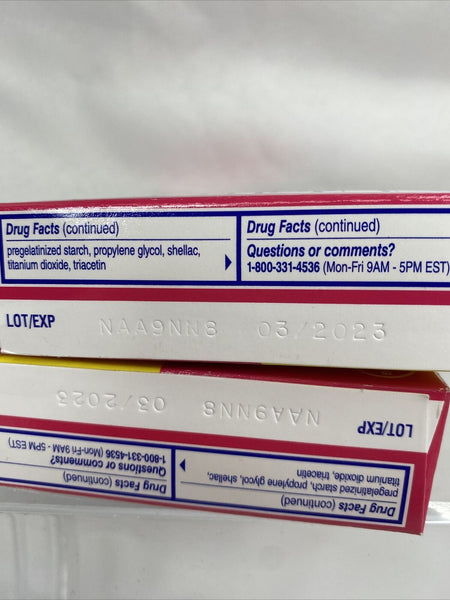 Drug Facts (continued)
pregelatinized starch, propylene glycol, shellac,
titanium dioxide, triacetin
Drug Facts (continued)
Questions or comments?
1-800-331-4536 (Mon-Fri 9AM - 5PM EST)
LOT/EXP
NAA9NN8 03/2023
LOT/EXP
NAA9NN8 03/2023
Drug Facts (continued)
pregelatinized starch, propylene glycol, shellac,
titanium dioxide, triacetin
Drug Facts (continued)
Questions or comments?
1-800-331-4536 (Mon-Fri 9AM - 5PM EST)